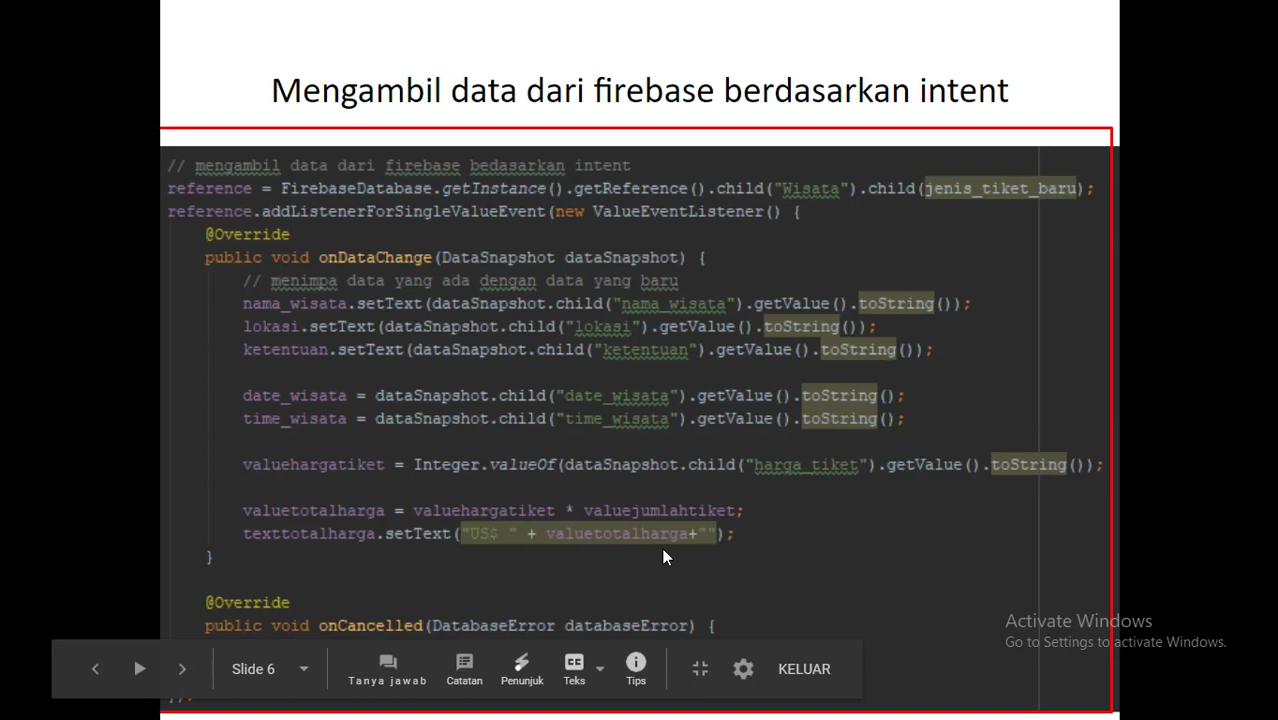 Mengambil data dari firebase berdasarkan intent
// mengambil data dari firebase bedasarkan intent
reference = FirebaseDatabase.getInstance().getReference().child("Wisata").child(jenis_tiket_baru);
reference.addListenerForSingleValueEvent(new ValueEventListener() {
@Override
public void onDataChange(DataSnapshot dataSnapshot) {
// menimpa data yang ada dengan data yang baru
nama_wisata.setText(dataSnapshot.child("nama_wisata").getValue().toString());
lokasi.setText(dataSnapshot.child("lokasi").getValue().toString());
ketentuan.setText(dataSnapshot.child("ketentuan").getValue().toString());
date_wisata = dataSnapshot.child("date_wisata").getValue().toString();
time_wisata = dataSnapshot.child("time_wisata").getValue().toString();
valuehargatiket = Integer.valueOf(dataSnapshot.child("harga_tiket").getValue().toString());
valuetotalharga = valuehargatiket * valuejumlahtiket;
texttotalharga.setText("US$ " + valuetotalharga+"");
}
@Override
public void onCancelled(DatabaseError databaseError) {
Activate Windows
Go to Settings to activate Windows.
Slide 6
Tanya jawab
Catatan
Penunjuk
CC
Teks
Tips
KELUAR